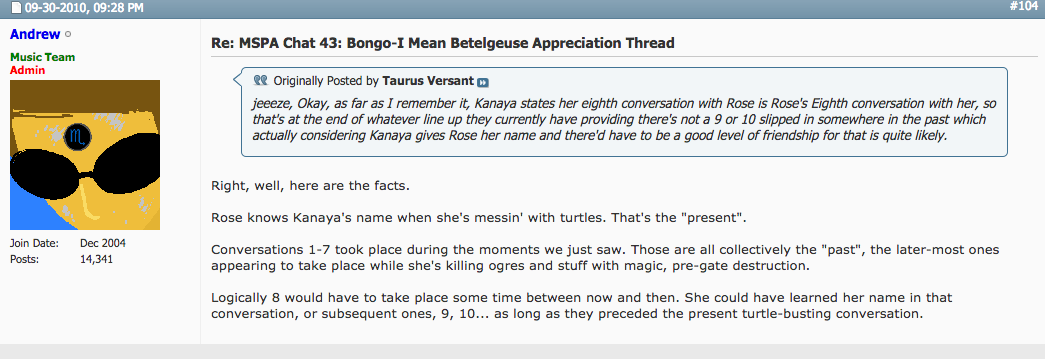 09-30-2010, 09:28 PM
#104
Andrew
Music Team
Admin
Join Date: Dec 2004
Posts: 14,341
Re: MSPA Chat 43: Bongo-I Mean Betelgeuse Appreciation Thread
Originally Posted by Taurus Versant
jeeeze, Okay, as far as I remember it, Kanaya states her eighth conversation with Rose is Rose's Eighth conversation with her, so
that's at the end of whatever line up they currently have providing there's not a 9 or 10 slipped in somewhere in the past which
actually considering Kanaya gives Rose her name and there'd have to be a good level of friendship for that is quite likely.
Right, well, here are the facts.
Rose knows Kanaya's name when she's messin' with turtles. That's the "present".
Conversations 1-7 took place during the moments we just saw. Those are all collectively the "past", the later-most ones
appearing to take place while she's killing ogres and stuff with magic, pre-gate destruction.
Logically 8 would have to take place some time between now and then. She could have learned her name in that
conversation, or subsequent ones, 9, 10... as long as they preceded the present turtle-busting conversation.